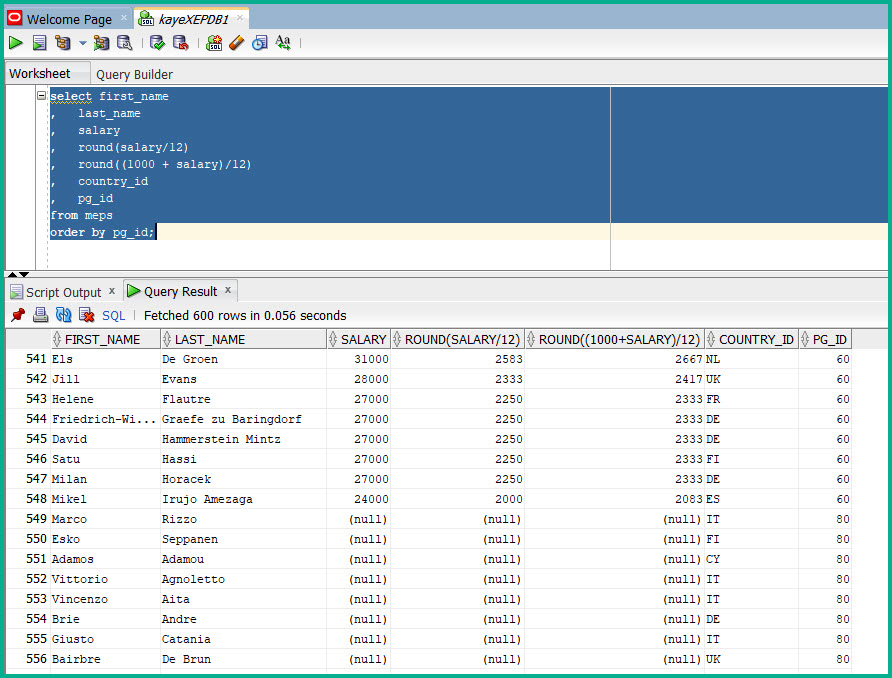 Welcome Page × kayeXEPDB1 ×
Worksheet Query Builder
select first_name
, last_name
, salary
, round(salary/12)
, round((1000 + salary)/12)
, country_id
, pg_id
from meps
order by pg_id;
Script Output × Query Result ×
SQL | Fetched 600 rows in 0.056 seconds
FIRST_NAME LAST_NAME SALARY ROUND(SALARY/12) ROUND((1000+SALARY)/12) COUNTRY_ID PG_ID
541 Els De Groen 31000 2583 2667 NL 60
542 Jill Evans 28000 2333 2417 UK 60
543 Helene Flautre 27000 2250 2333 FR 60
544 Friedrich-Wi... Graefe zu Baringdorf 27000 2250 2333 DE 60
545 David Hammerstein Mintz 27000 2250 2333 DE 60
546 Satu Hassi 27000 2250 2333 FI 60
547 Milan Horacek 27000 2250 2333 DE 60
548 Mikel Irujo Amezaga 24000 2000 2083 ES 60
549 Marco Rizzo (null) (null) (null) IT 80
550 Esko Seppanen (null) (null) (null) FI 80
551 Adamos Adamou (null) (null) (null) CY 80
552 Vittorio Agnoletto (null) (null) (null) IT 80
553 Vincenzo Aita (null) (null) (null) IT 80
554 Brie Andre (null) (null) (null) DE 80
555 Giusto Catania (null) (null) (null) IT 80
556 Bairbre De Brun (null) (null) (null) UK 80